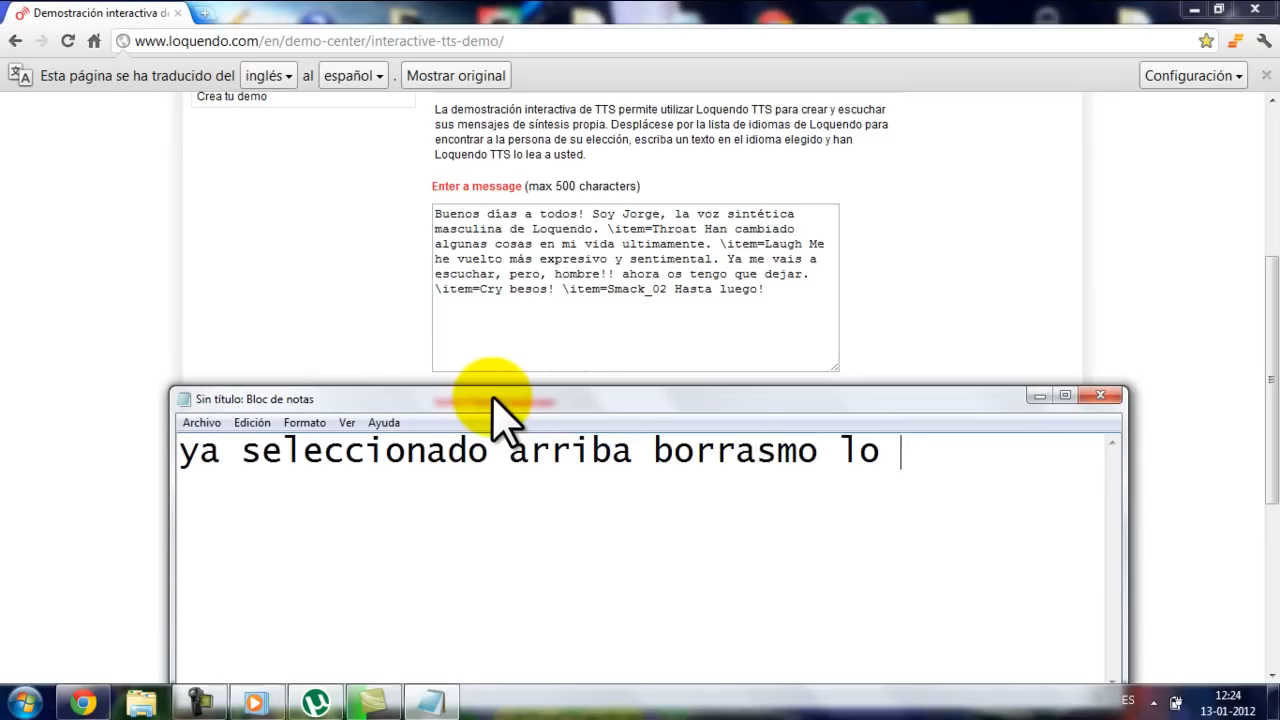 Demostración interactiva d
www.loquendo.com/en/demo-center/interactive-tts-demo/
Esta página se ha traducido del inglés al español . Mostrar original Configuración
Crea tu demo
La demostración interactiva de TTS permite utilizar Loquendo TTS para crear y escuchar
sus mensajes de síntesis propia. Desplácese por la lista de idiomas de Loquendo para
encontrar a la persona de su elección, escriba un texto en el idioma elegido y han
Loquendo TTS lo lea a usted.
Enter a message (max 500 characters)
Buenos días a todos! Soy Jorge, la voz sintética
masculina de Loquendo. \item=Throat Han cambiado
algunas cosas en mi vida ultimamente. \item=Laugh Me
he vuelto más expresivo y sentimental. Ya me vais a
escuchar, pero, hombre!! ahora os tengo que dejar.
\item=Cry besos! \item=Smack_02 Hasta luego!
Sin título: Bloc de notas
Archivo Edición Formato Ver Ayuda
ya seleccionado arriba borrasmo lo
ES
12:24
13-01-2012